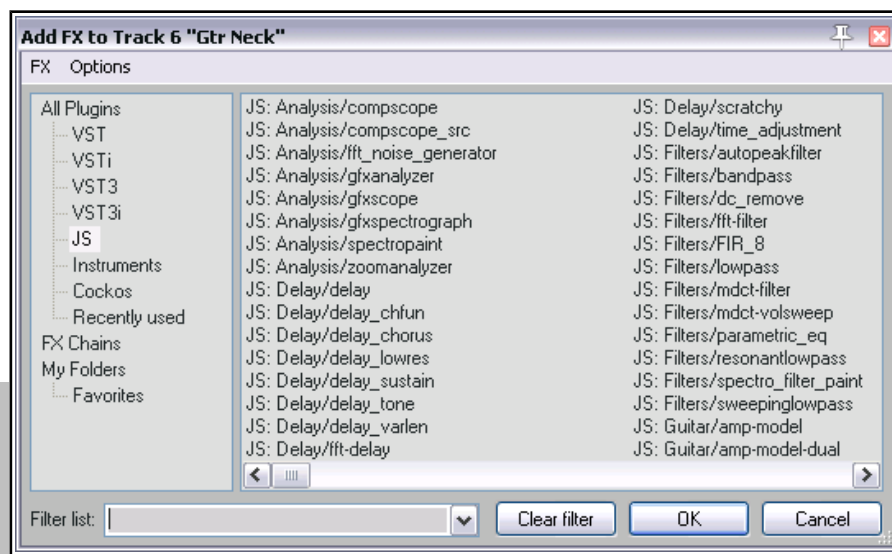 Add FX to Track 6 "Gtr Neck"
FX Options
All Plugins
VST
VSTi
VST3
VST3i
JS
Instruments
Cockos
Recently used
FX Chains
My Folders
Favorites
JS: Analysis/compscope
JS: Analysis/compscope_src
JS: Analysis/fft_noise_generator
JS: Analysis/gfxanalyzer
JS: Analysis/gfxscope
JS: Analysis/gfxspectrograph
JS: Analysis/spectropaint
JS: Analysis/zoomanalyzer
JS: Delay/delay
JS: Delay/delay_chfun
JS: Delay/delay_chorus
JS: Delay/delay_lowres
JS: Delay/delay_sustain
JS: Delay/delay_tone
JS: Delay/delay_varlen
JS: Delay/fft-delay
JS: Delay/scratchy
JS: Delay/time_adjustment
JS: Filters/autopeakfilter
JS: Filters/bandpass
JS: Filters/dc_remove
JS: Filters/fft-filter
JS: Filters/FIR_8
JS: Filters/lowpass
JS: Filters/mdct-filter
JS: Filters/mdct-volsweep
JS: Filters/parametric_eq
JS: Filters/resonantlowpass
JS: Filters/spectro_filter_paint
JS: Filters/sweepinglowpass
JS: Guitar/amp-model
JS: Guitar/amp-model-dual
Filter list: Clear filter OK Cancel